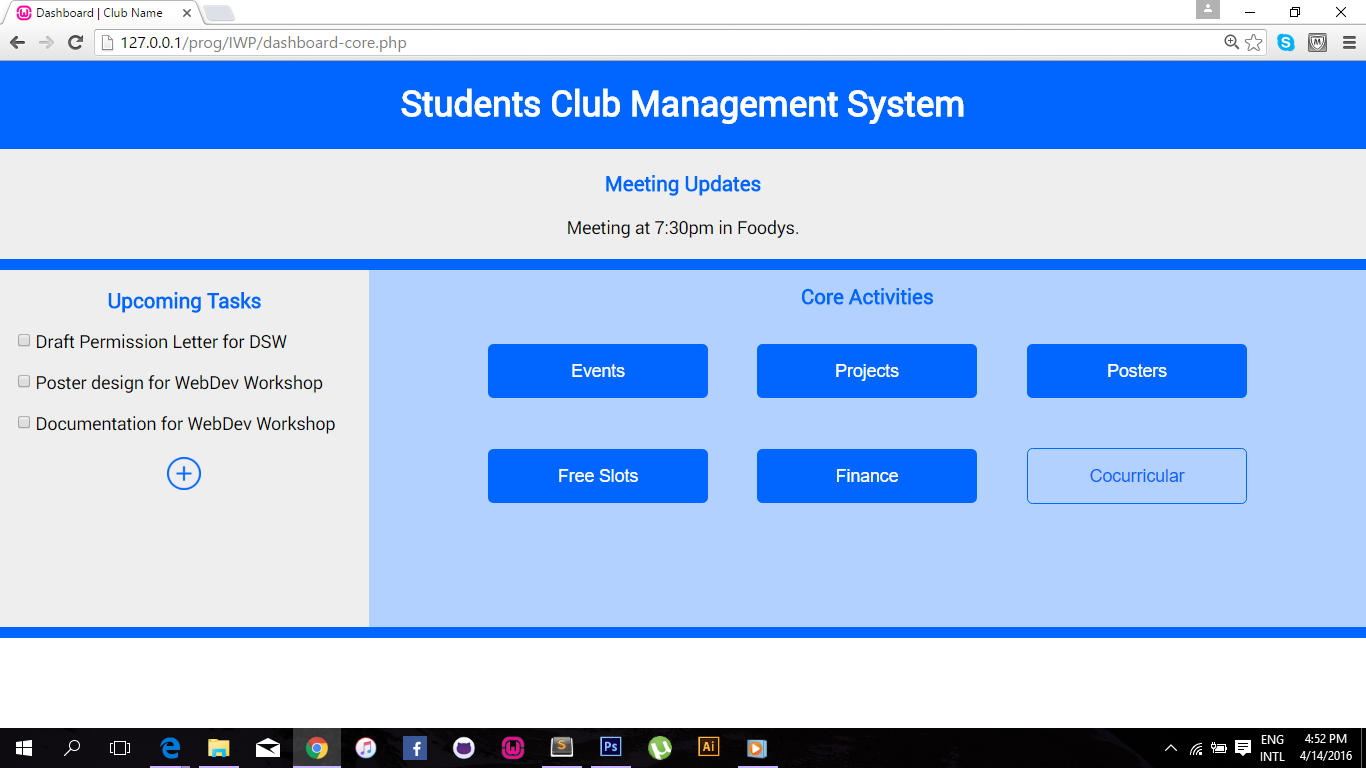 Dashboard | Club Name
127.0.0.1/prog/IWP/dashboard-core.php
Students Club Management System
Meeting Updates
Meeting at 7:30pm in Foodys.
Upcoming Tasks
Draft Permission Letter for DSW
Poster design for WebDev Workshop
Documentation for WebDev Workshop
Core Activities
Events Projects Posters
Free Slots Finance Cocurricular
S
Ps
Ai
ENG
INTL
4:52 PM
4/14/2016